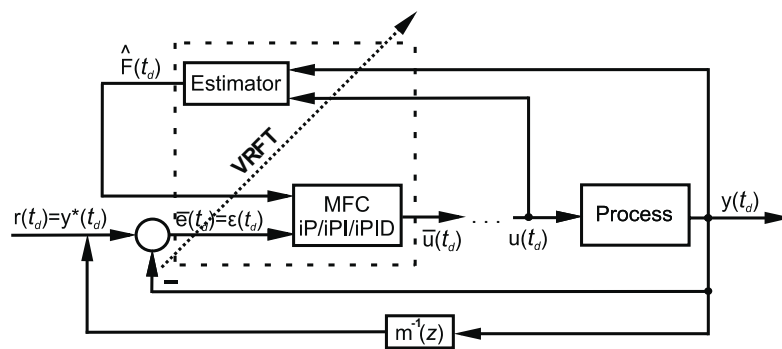 ^
F(t_d)
Estimator
VRFT
r(t_d)=y*(t_d)
e̅(t_d)=ε(t_d)
MFC
iP/iPI/iPID
u̅(t_d)
. . .
u(t_d)
Process
y(t_d)
−
m⁻¹(z)